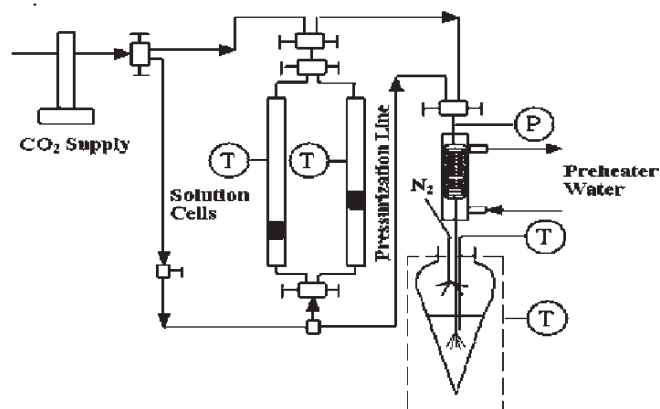 CO₂ Supply
T
T
Solution
Cells
Pressurization Line
P
N₂
Preheater
Water
T
T